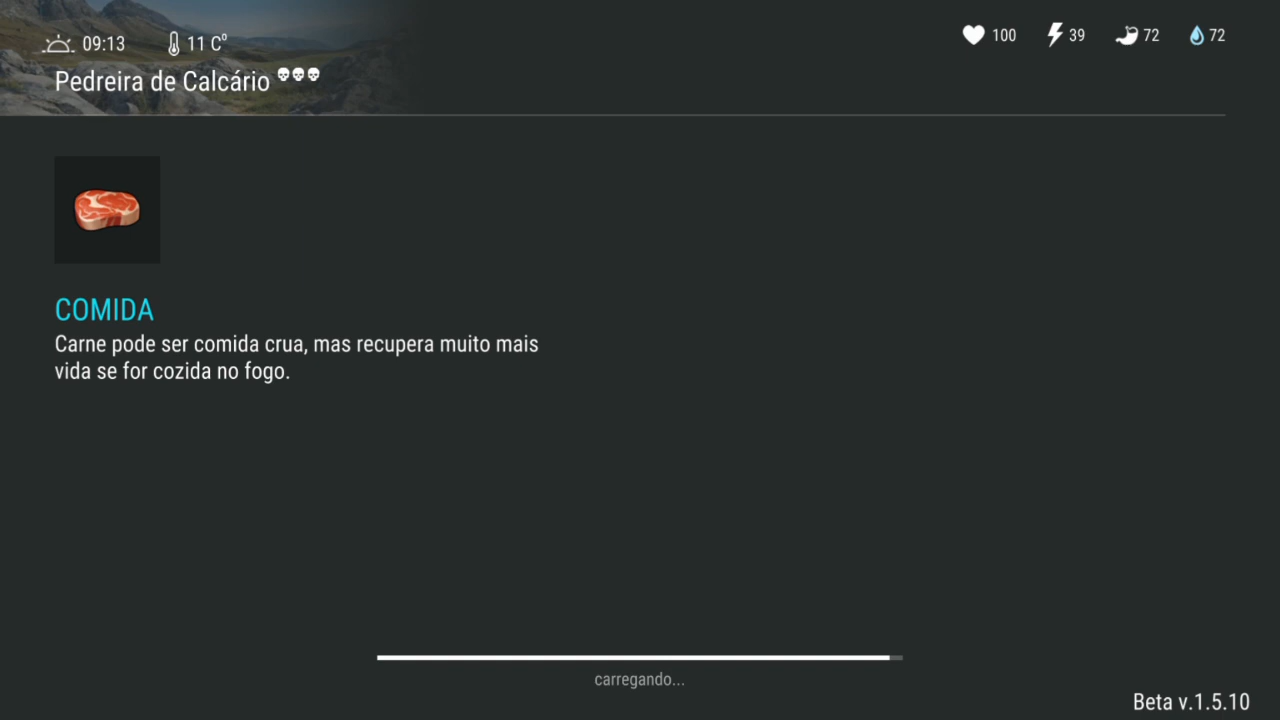 09:13 11 Cº
100 39 72 72
Pedreira de Calcário
COMIDA
Carne pode ser comida crua, mas recupera muito mais
vida se for cozida no fogo.
carregando...
Beta v.1.5.10